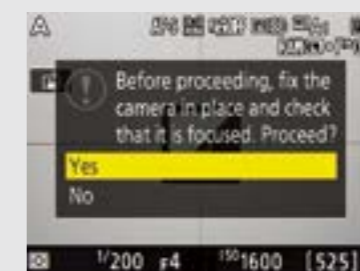 A
Before proceeding, fix the
camera in place and check
that it is focused. Proceed?
Yes
No
1/200 F4 ISO 1600 [525]